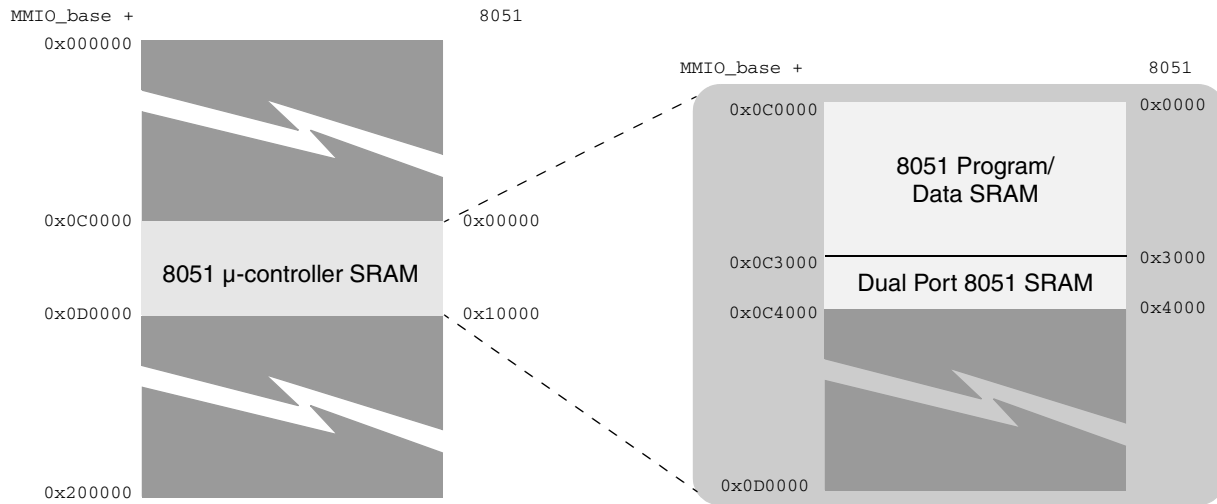 MMIO_base + 8051
0x000000
0x0C0000 0x00000
8051 µ-controller SRAM
0x0D0000 0x10000
0x200000
MMIO_base + 8051
0x0C0000 0x0000
8051 Program/
Data SRAM
0x0C3000 0x3000
Dual Port 8051 SRAM
0x0C4000 0x4000
0x0D0000